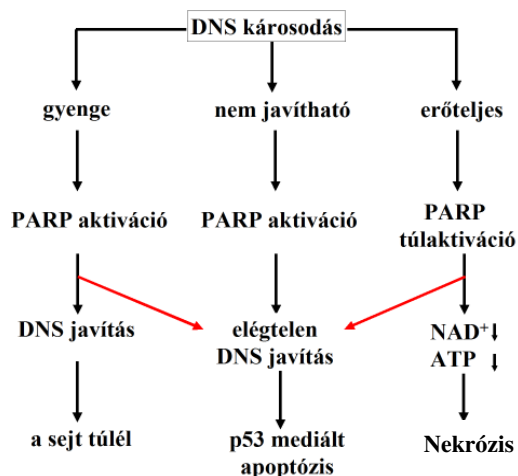 DNS károsodás
gyenge
nem javítható
erőteljes
PARP aktiváció
PARP aktiváció
PARP
túlaktiváció
DNS javítás
elégtelen
DNS javítás
NAD⁺↓
ATP ↓
a sejt túlél
p53 mediált
apoptózis
Nekrózis